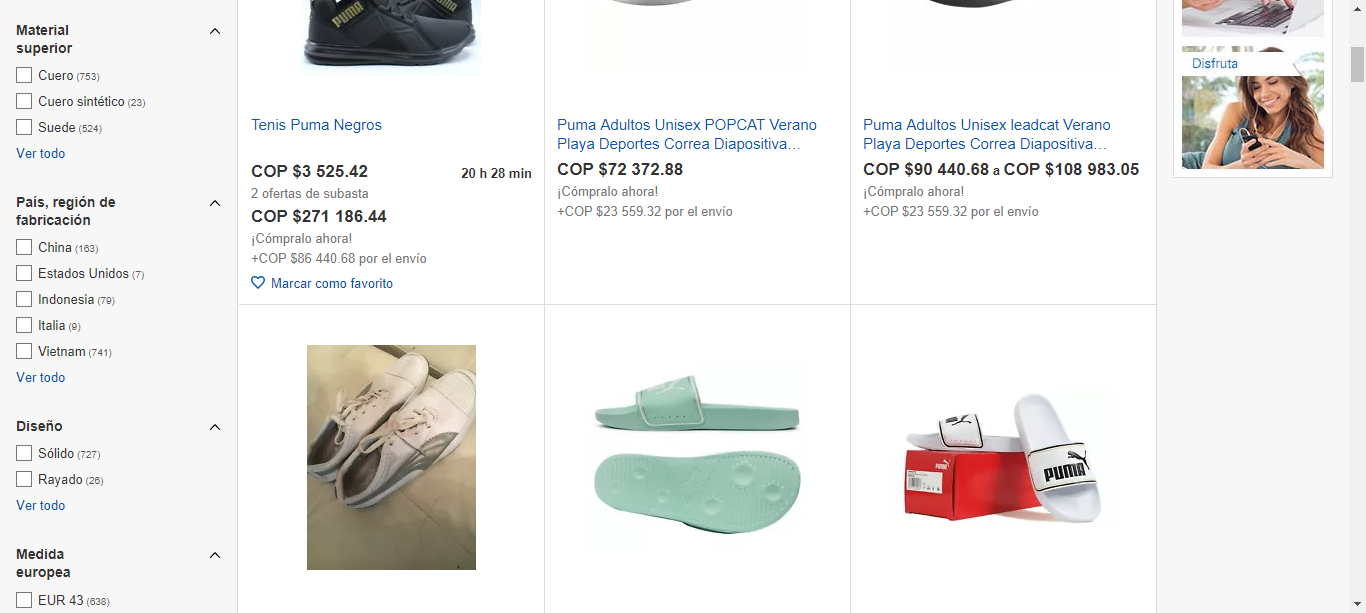 Material
superior
Cuero (753)
Cuero sintético (23)
Suede (524)
Ver todo
País, región de
fabricación
China (163)
Estados Unidos (7)
Indonesia (79)
Italia (9)
Vietnam (741)
Ver todo
Diseño
Sólido (727)
Rayado (26)
Ver todo
Medida
europea
EUR 43 (638)
PUMA
Tenis Puma Negros
COP $3 525.42
20 h 28 min
2 ofertas de subasta
COP $271 186.44
¡Cómpralo ahora!
+COP $86 440.68 por el envío
Marcar como favorito
Puma Adultos Unisex POPCAT Verano
Playa Deportes Correa Diapositiva…
COP $72 372.88
¡Cómpralo ahora!
+COP $23 559.32 por el envío
Puma Adultos Unisex leadcat Verano
Playa Deportes Correa Diapositiva…
COP $90 440.68 a COP $108 983.05
¡Cómpralo ahora!
+COP $23 559.32 por el envío
PUMA
PUMA
Disfruta